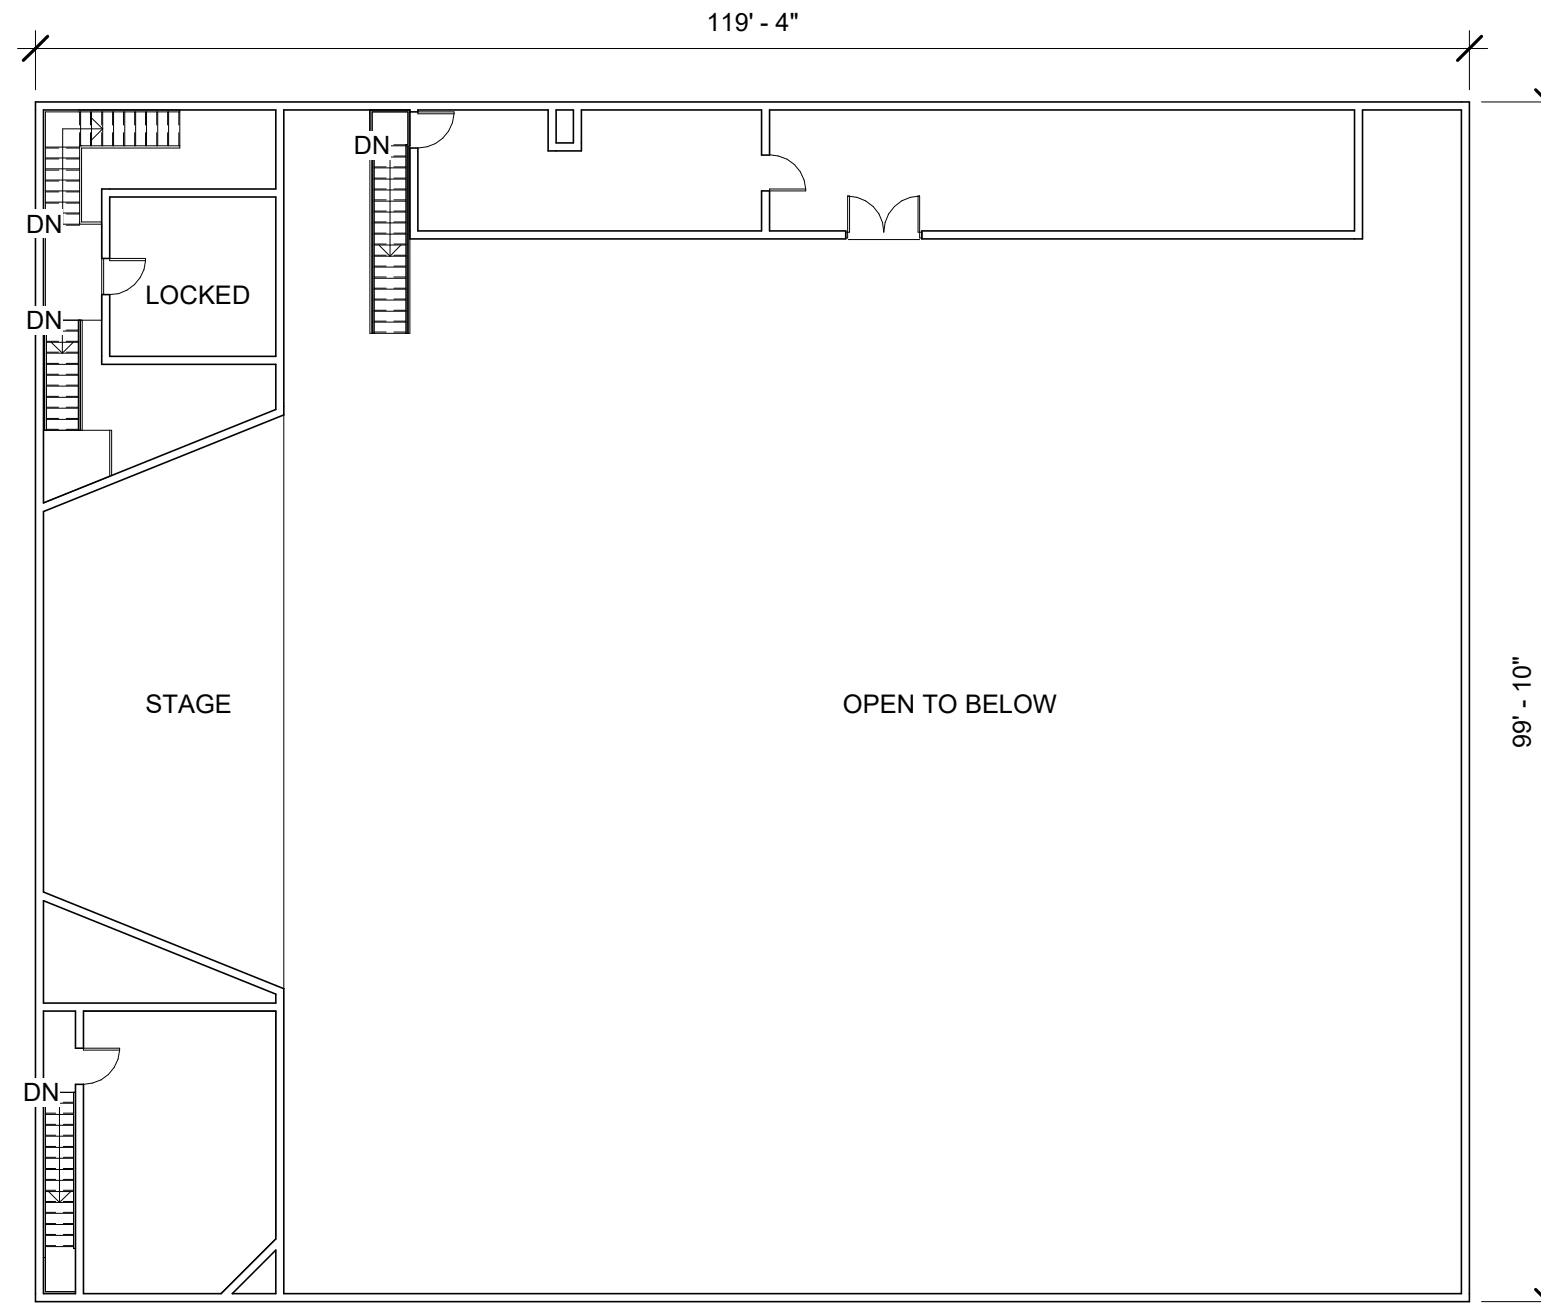 119' - 4"
DN
DN
LOCKED
DN
STAGE
OPEN TO BELOW
99' - 10"
DN